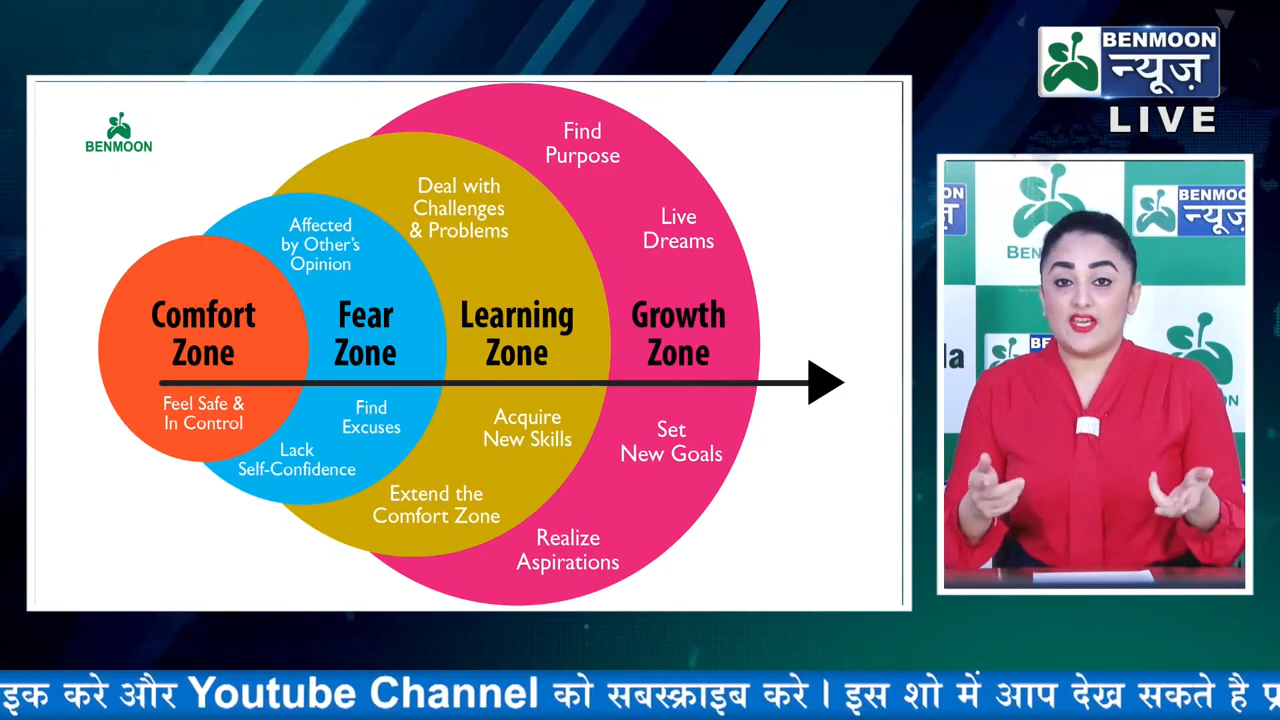 BENMOON
न्यूज़
LIVE
BENMOON
Find
Purpose
Deal with
Challenges
& Problems
Live
Dreams
Affected
by Other's
Opinion
Comfort
Zone
Fear
Zone
Learning
Zone
Growth
Zone
Feel Safe &
In Control
Find
Excuses
Lack
Self-Confidence
Acquire
New Skills
Extend the
Comfort Zone
Set
New Goals
Realize
Aspirations
BENMOON
न्यूज़
इक करे और Youtube Channel को सबस्क्राइब करे । इस शो में आप देख सकते है प्र